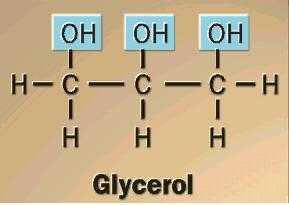 OH OH OH
H C C C H
H H H
Glycerol